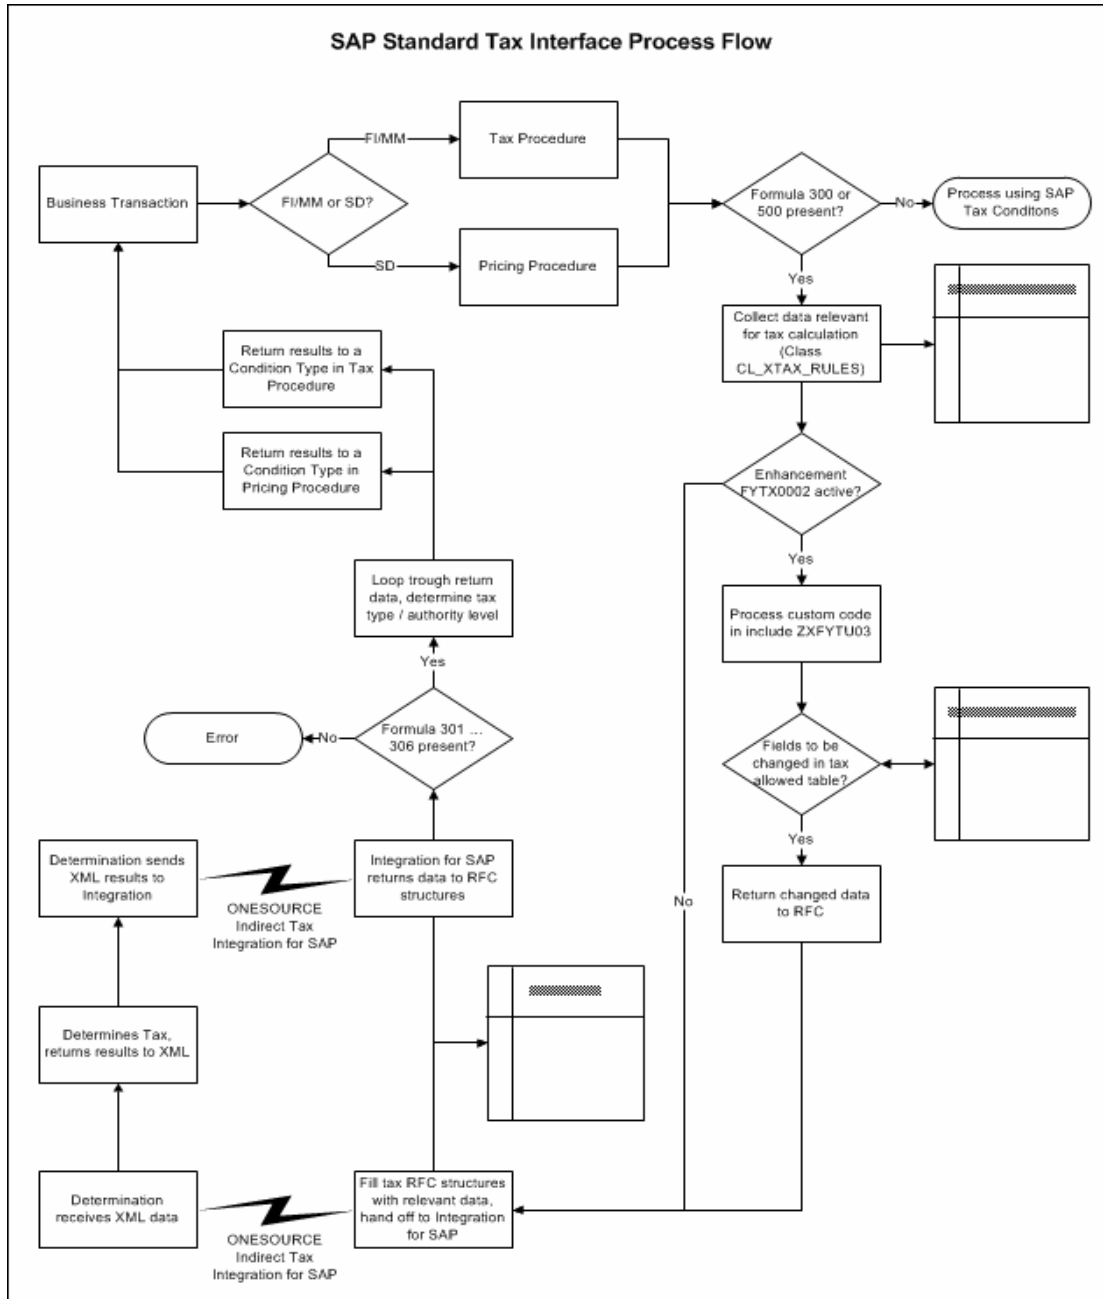 SAP Standard Tax Interface Process Flow
FI/MM
Tax Procedure
Business Transaction
FI/MM or SD?
Formula 300 or
500 present?
No
Process using SAP
Tax Conditons
SD
Pricing Procedure
Yes
Collect data relevant
for tax calculation
(Class
CL_XTAX_RULES)
Return results to a
Condition Type in Tax
Procedure
Return results to a
Condition Type in
Pricing Procedure
Enhancement
FYTX0002 active?
Yes
Loop trough return
data, determine tax
type / authority level
Process custom code
in include ZXFYTU03
Yes
Error
No
Formula 301 ...
306 present?
Fields to be
changed in tax
allowed table?
Yes
Determination sends
XML results to
Integration
ONESOURCE
Indirect Tax
Integration for SAP
Integration for SAP
returns data to RFC
structures
No
Return changed data
to RFC
Determines Tax,
returns results to XML
Determination
receives XML data
ONESOURCE
Indirect Tax
Integration for SAP
Fill tax RFC structures
with relevant data,
hand off to Integration
for SAP